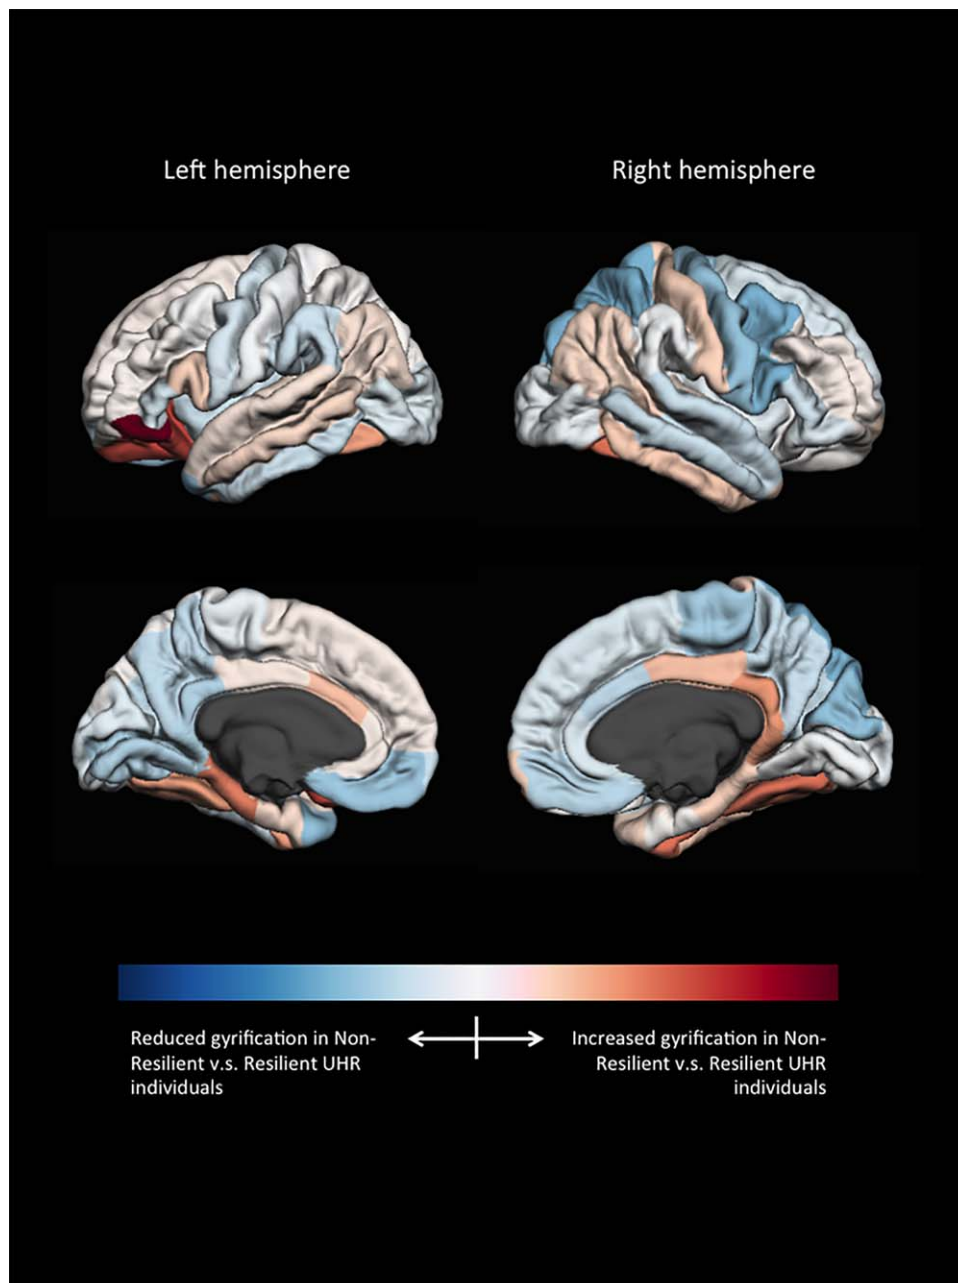 Left hemisphere
Right hemisphere
Reduced gyrification in Non-
Resilient v.s. Resilient UHR
individuals
Increased gyrification in Non-
Resilient v.s. Resilient UHR
individuals